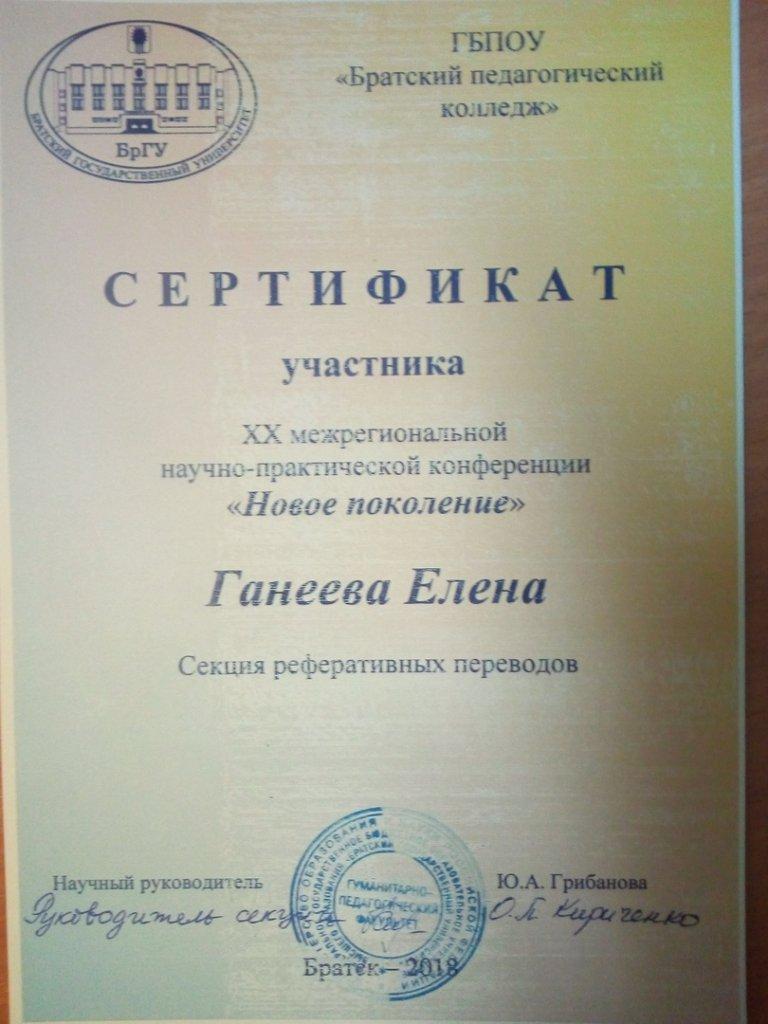 БрГУ
БРАТСКИЙ ГОСУДАРСТВЕННЫЙ УНИВЕРСИТЕТ
ГБПОУ
«Братский педагогический
колледж»
СЕРТИФИКАТ
участника
XX межрегиональной
научно-практической конференции
«Новое поколение»
Ганеева Елена
Секция реферативных переводов
Научный руководитель
Ю.А. Грибанова
Руководитель секции
О.П. Кириченко
ГУМАНИТАРНО-
ПЕДАГОГИЧЕСКИЙ
ФАКУЛЬТЕТ
Братск – 2018